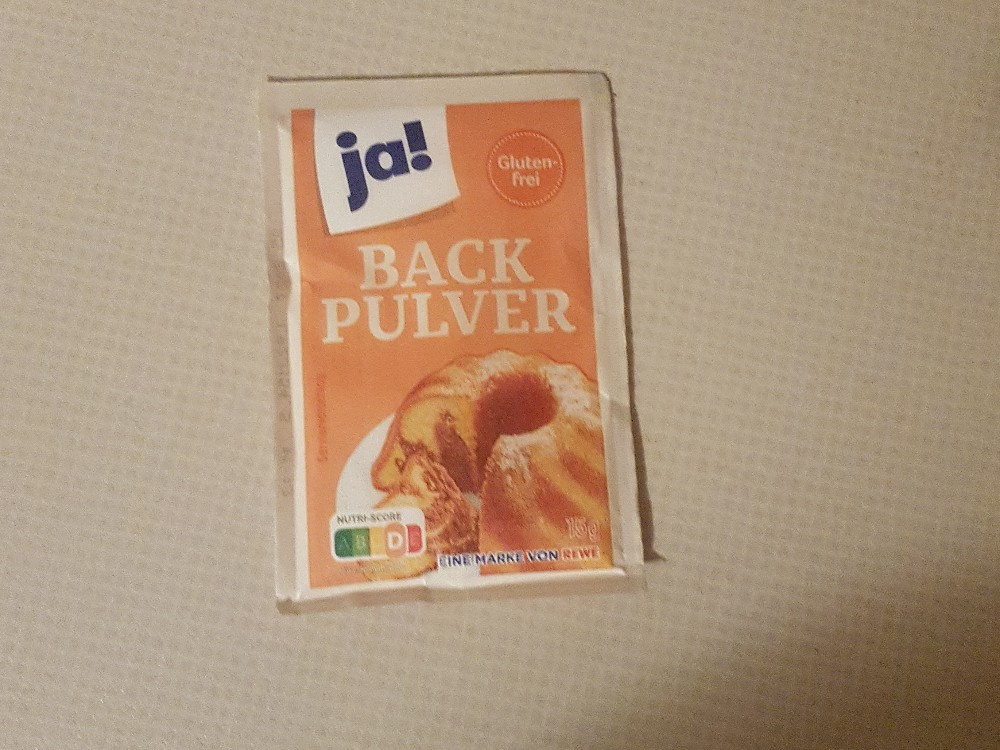 ja!
Gluten-
frei
BACK
PULVER
NUTRI-SCORE
A B D E
15g
EINE MARKE VON REWE